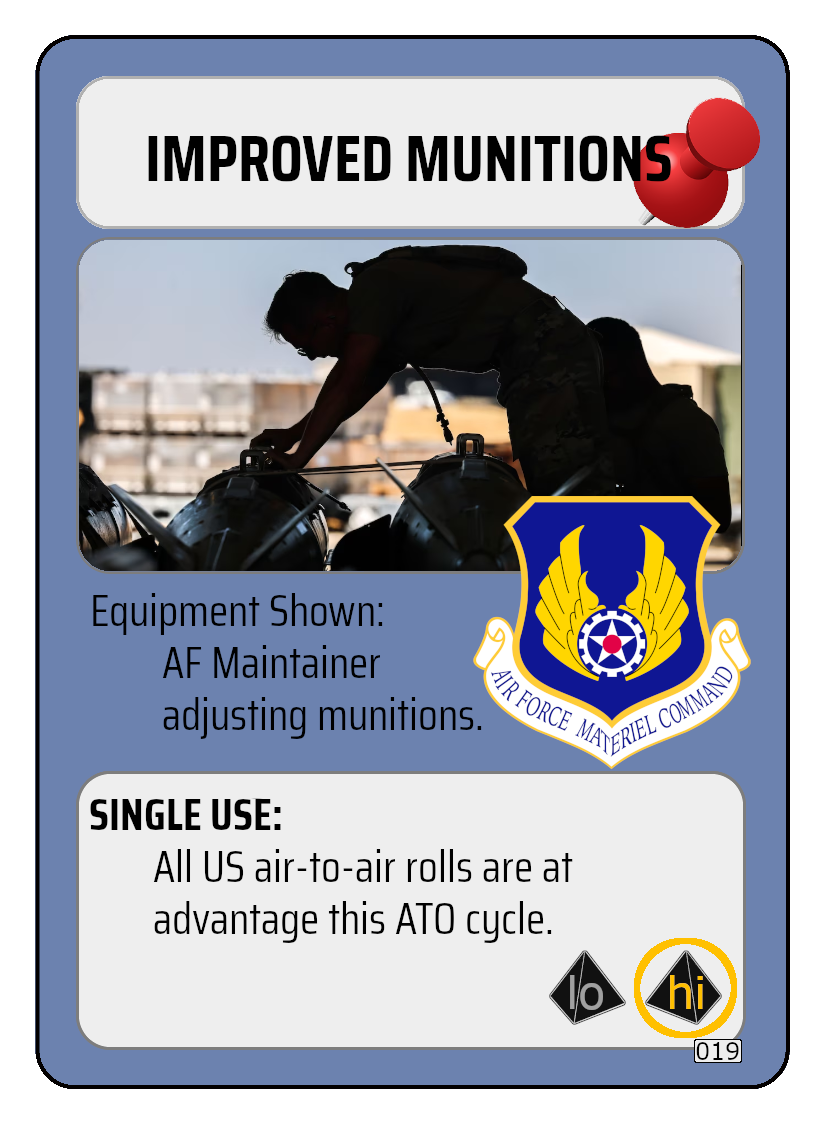 IMPROVED MUNITIONS
Equipment Shown:
AF Maintainer
adjusting munitions.
AIR FORCE MATERIEL COMMAND
SINGLE USE:
All US air-to-air rolls are at
advantage this ATO cycle.
lo hi
019